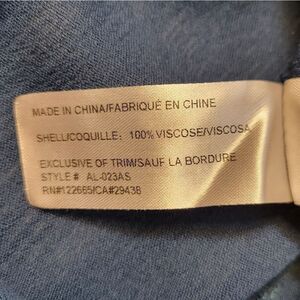 MADE IN CHINA/FABRIQUÉ EN CHINE
SHELL/COQUILLE: 100% VISCOSE/VISCOSA
EXCLUSIVE OF TRIM/SAUF LA BORDURE
STYLE # AL-023AS
RN#122665/CA#29438